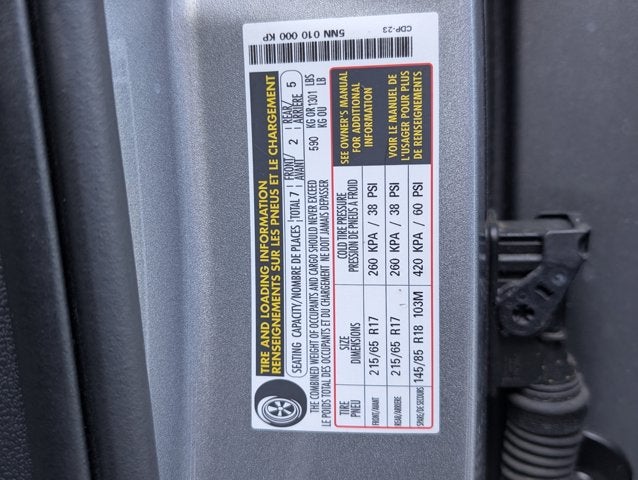 CDP-23
5NN 010 000 KP
TIRE AND LOADING INFORMATION
RENSEIGNEMENTS SUR LES PNEUS ET LE CHARGEMENT
SEATING CAPACITY/NOMBRE DE PLACES TOTAL 7 FRONT/AVANT 2 REAR/ARRIÈRE 5
THE COMBINED WEIGHT OF OCCUPANTS AND CARGO SHOULD NEVER EXCEED 590 KG OR 1301 LBS
LE POIDS TOTAL DES OCCUPANTS ET DU CHARGEMENT NE DOIT JAMAIS DÉPASSER KG OU LB
TIRE SIZE COLD TIRE PRESSURE
PNEU DIMENSIONS PRESSION DE PNEUS À FROID
FRONT/AVANT 215/65 R17 260 KPA / 38 PSI
REAR/ARRIERE 215/65 R17 260 KPA / 38 PSI
SPARE/DE SECOURS 145/85 R18 103M 420 KPA / 60 PSI
SEE OWNER'S MANUAL
FOR ADDITIONAL
INFORMATION
VOIR LE MANUEL DE
L'USAGER POUR PLUS
DE RENSEIGNEMENTS